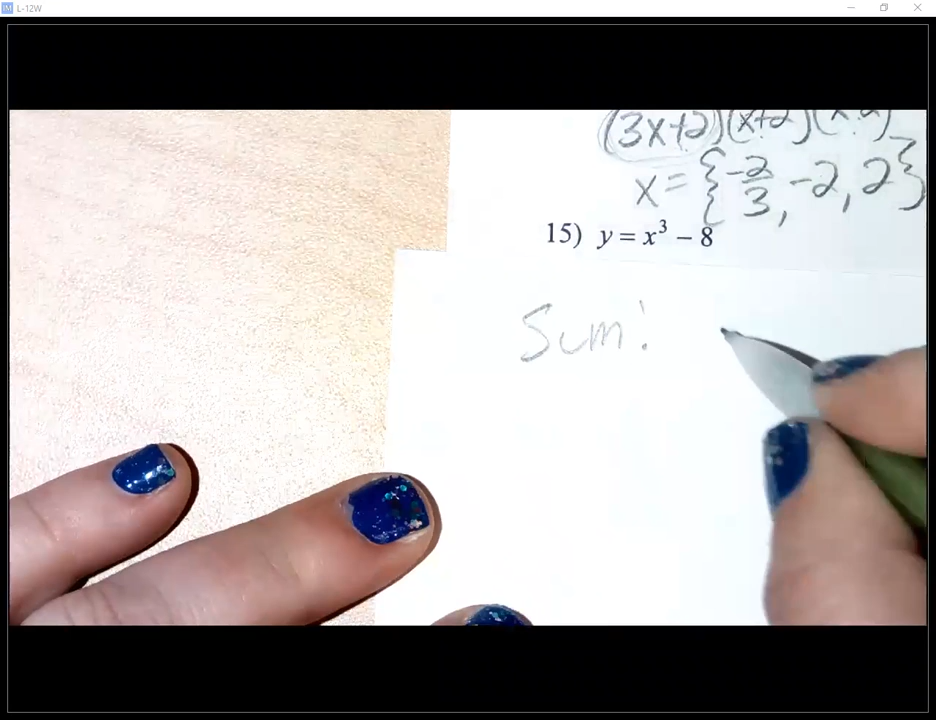 L-12W
(3x+2)(x+2)(x-2)
x = {-2/3, -2, 2}
15) y = x³ − 8
Sum: